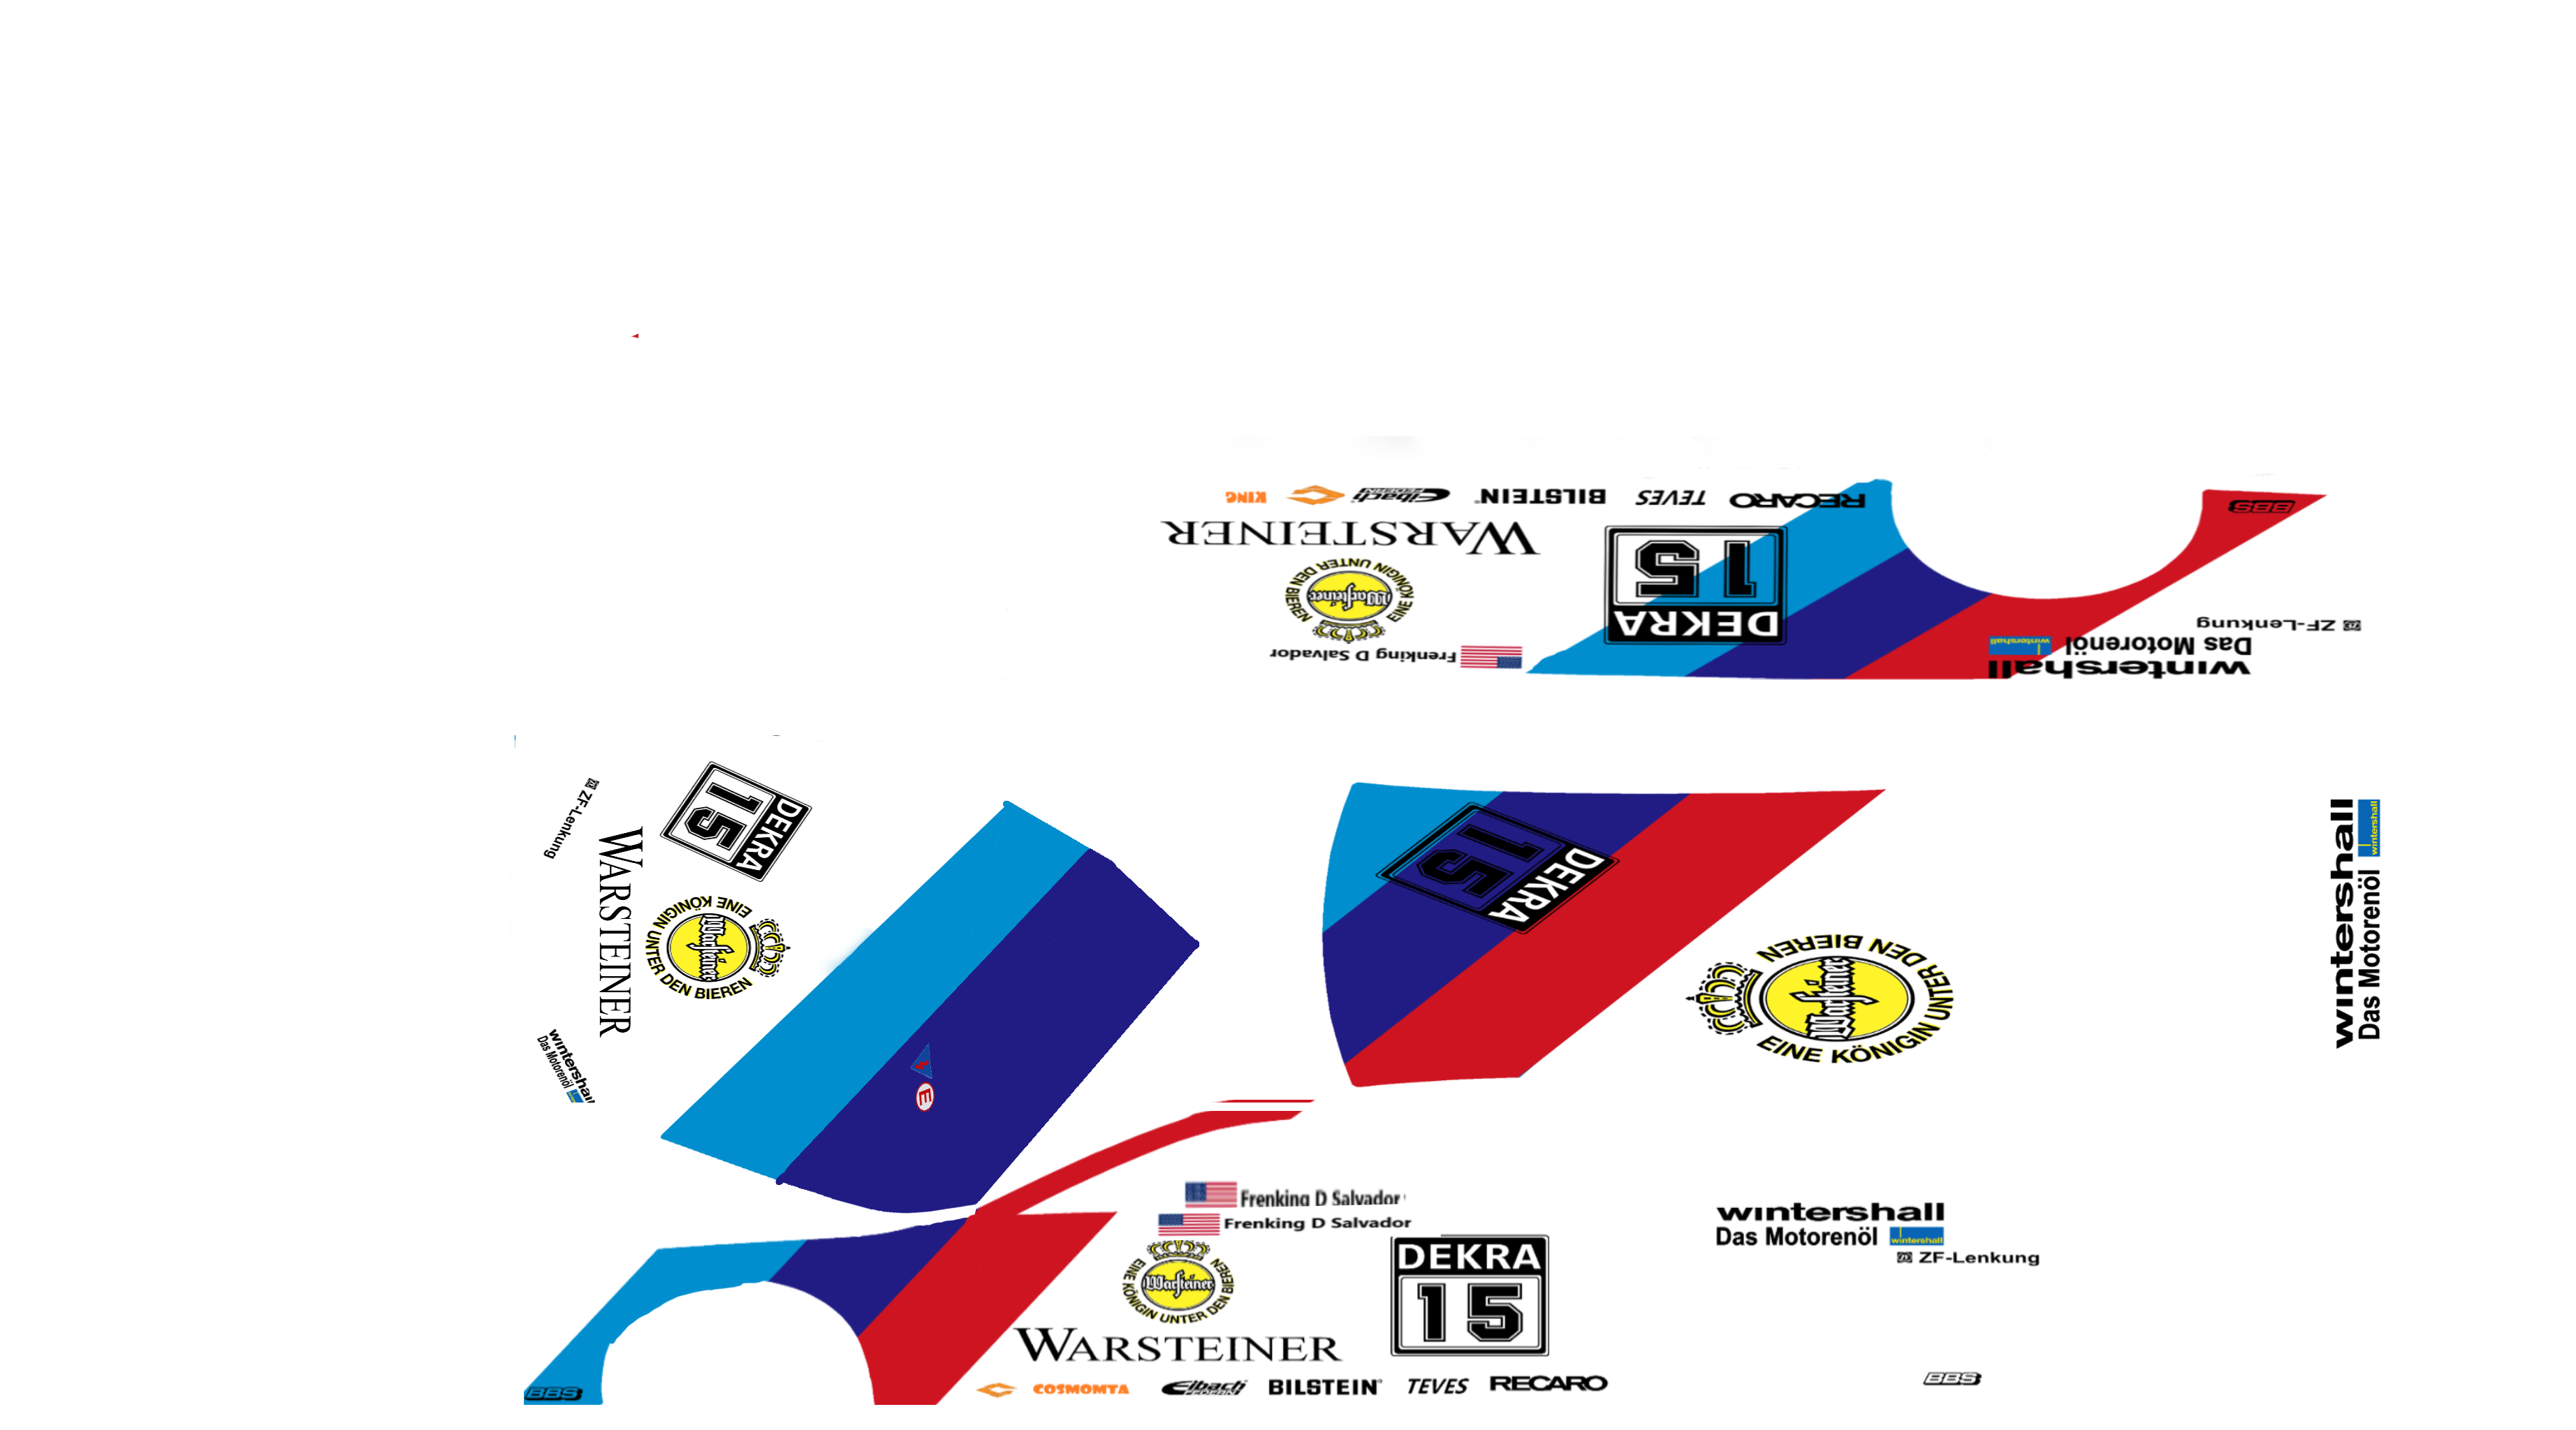 KING Eibach FEDERN BILSTEIN TEVES RECARO
BBS
WARSTEINER
15
DEKRA
EINE KÖNIGIN UNTER DEN BIEREN
Warsteiner
Frenking D Salvador
ZF-Lenkung
Das Motorenöl wintershall
wintershall
ZF-Lenkung
WARSTEINER
DEKRA
15
EINE KÖNIGIN UNTER DEN BIEREN
Warsteiner
wintershall
Das Motorenöl
E
DEKRA
15
EINE KÖNIGIN UNTER DEN BIEREN
Warsteiner
wintershall
Das Motorenöl wintershall
Frenking D Salvador
Frenking D Salvador
EINE KÖNIGIN UNTER DEN BIEREN
Warsteiner
DEKRA
15
WARSTEINER
wintershall
Das Motorenöl wintershall
ZF-Lenkung
BBS
COSMOMTA Eibach FEDERN BILSTEIN® TEVES RECARO
BBS